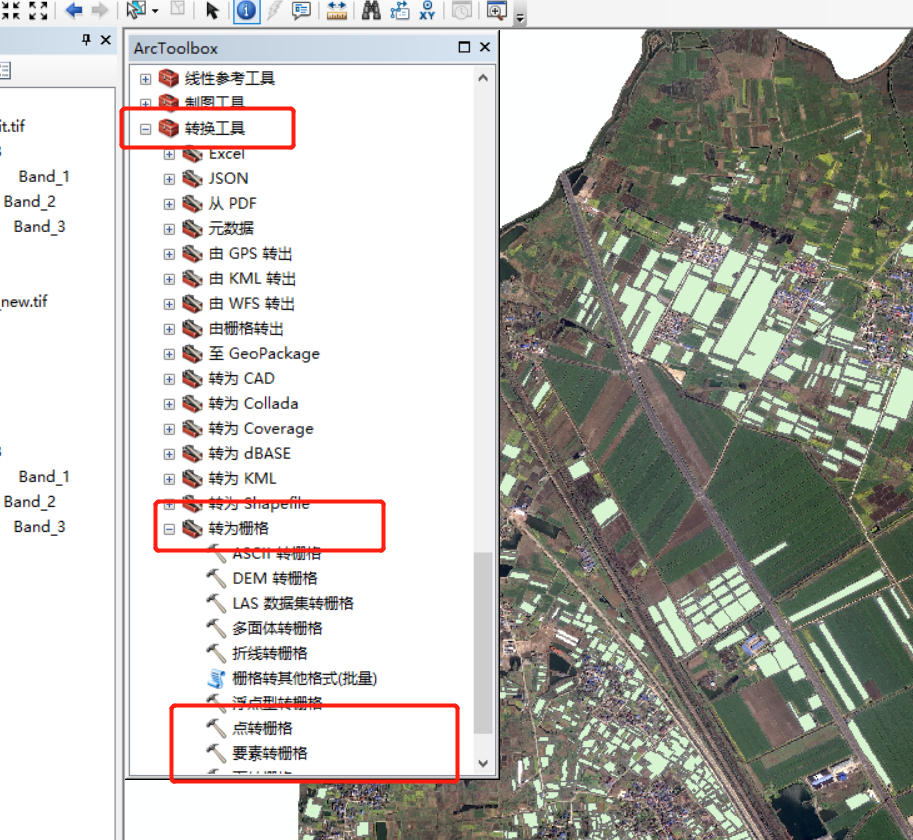 XY
ArcToolbox
线性参考工具
制图工具
it.tif
转换工具
Excel
Band_1
JSON
Band_2
从 PDF
Band_3
元数据
由 GPS 转出
由 KML 转出
_new.tif
由 WFS 转出
由栅格转出
至 GeoPackage
转为 CAD
转为 Collada
转为 Coverage
转为 dBASE
Band_1
转为 KML
Band_2
转为 Shapefile
Band_3
转为栅格
ASCII 转栅格
DEM 转栅格
LAS 数据集转栅格
多面体转栅格
折线转栅格
栅格转其他格式(批量)
浮点型转栅格
点转栅格
要素转栅格